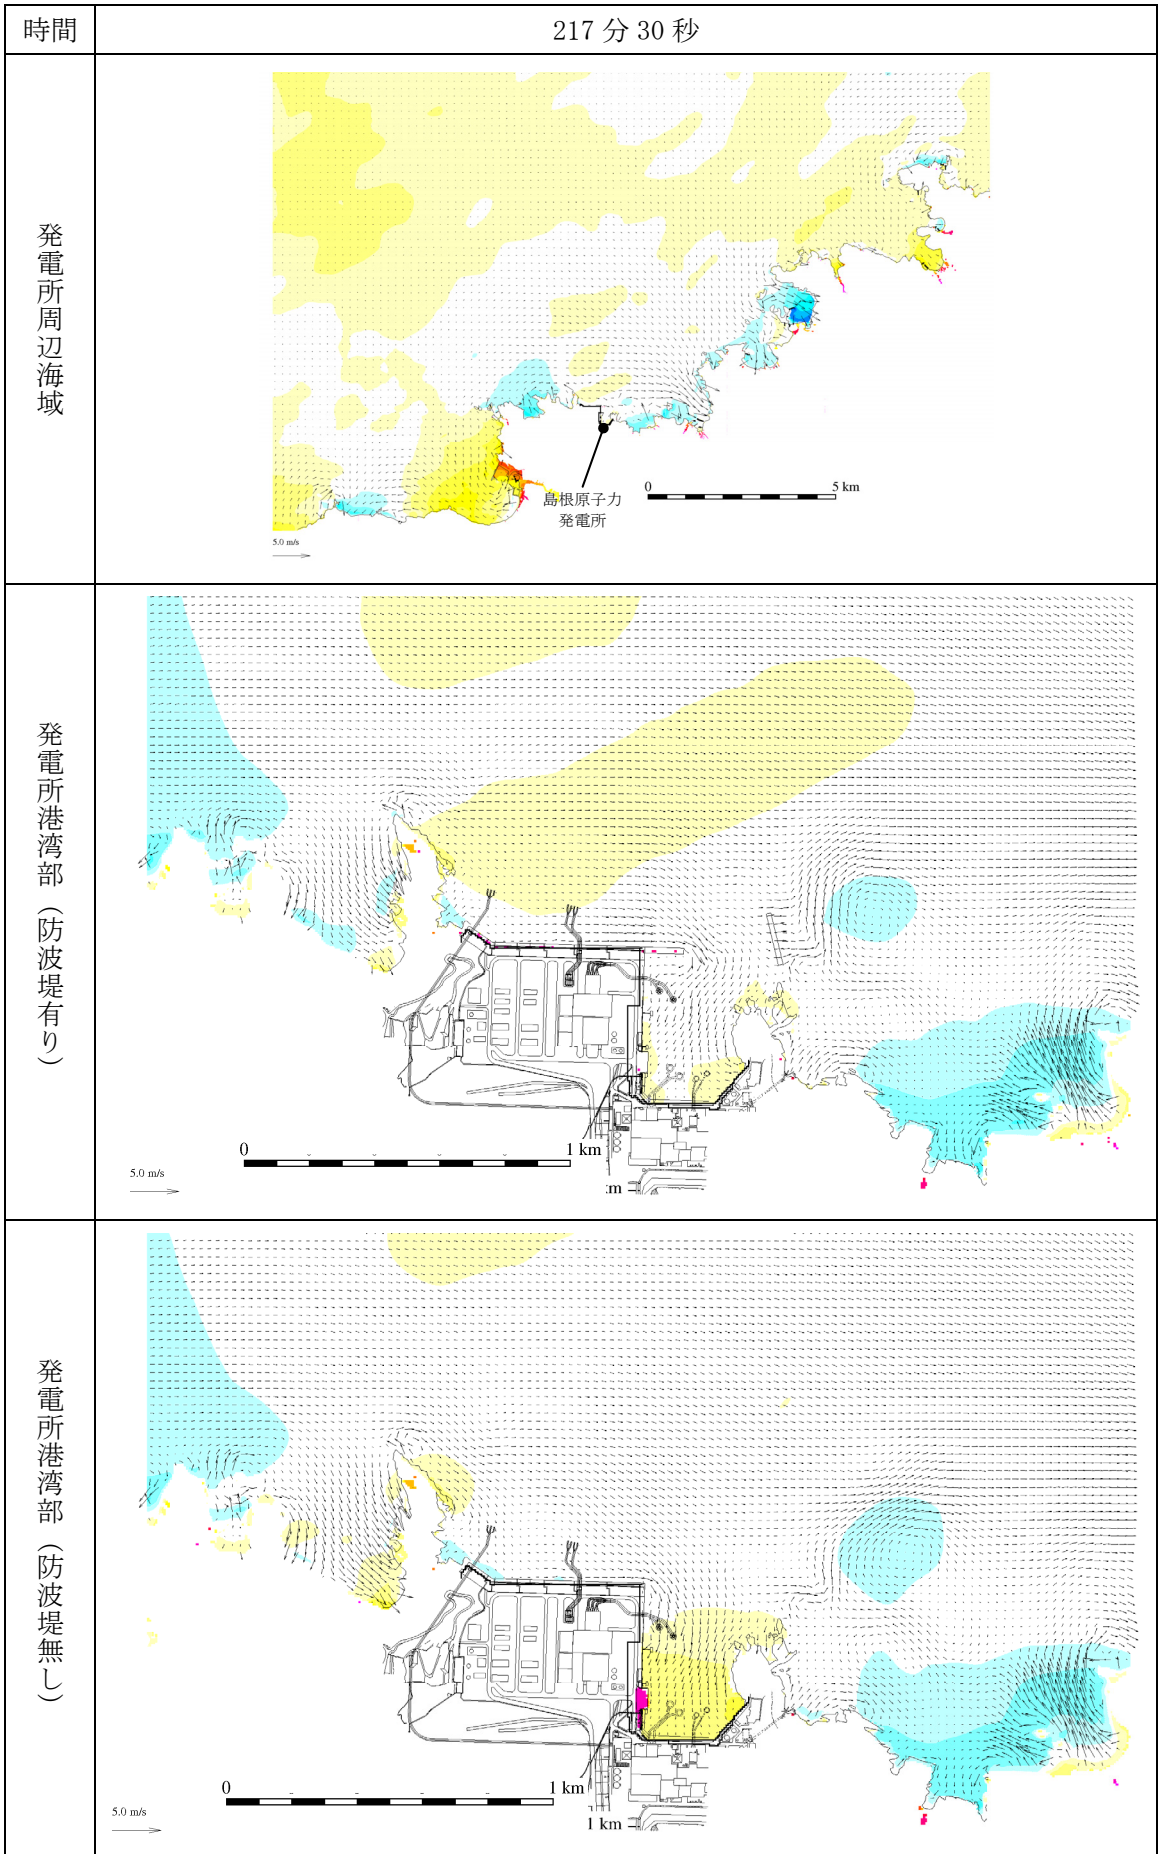 時間
217 分 30 秒
発電所周辺海域
島根原子力
発電所
0
5 km
5.0 m/s
発電所港湾部（防波堤有り）
0
1 km
5.0 m/s
:m
発電所港湾部（防波堤無し）
0
1 km
5.0 m/s
1 km